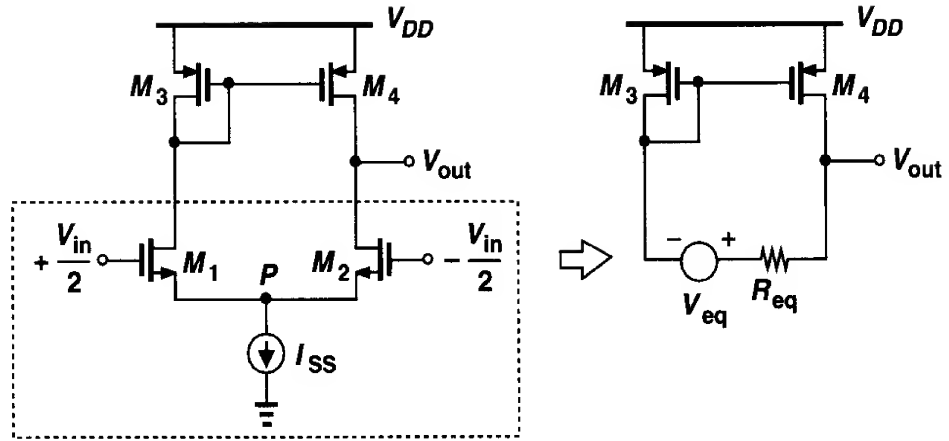 V_DD
M_3
M_4
V_out
+ V_in/2
M_1
P
M_2
- V_in/2
I_SS
V_DD
M_3
M_4
V_out
- +
V_eq
R_eq